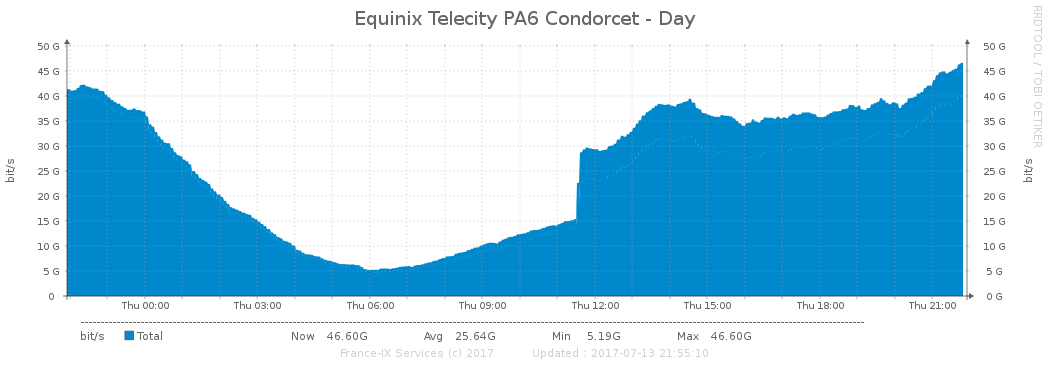 Equinix Telecity PA6 Condorcet - Day
RRDTOOL / TOBI OETIKER
50 G 50 G
45 G 45 G
40 G 40 G
35 G 35 G
30 G 30 G
25 G 25 G
20 G 20 G
15 G 15 G
10 G 10 G
5 G 5 G
0 0 G
bit/s
bit/s
Thu 00:00 Thu 03:00 Thu 06:00 Thu 09:00 Thu 12:00 Thu 15:00 Thu 18:00 Thu 21:00
bit/s Total Now 46.60G Avg 25.64G Min 5.19G Max 46.60G
France-IX Services (c) 2017 Updated : 2017-07-13 21:55:10